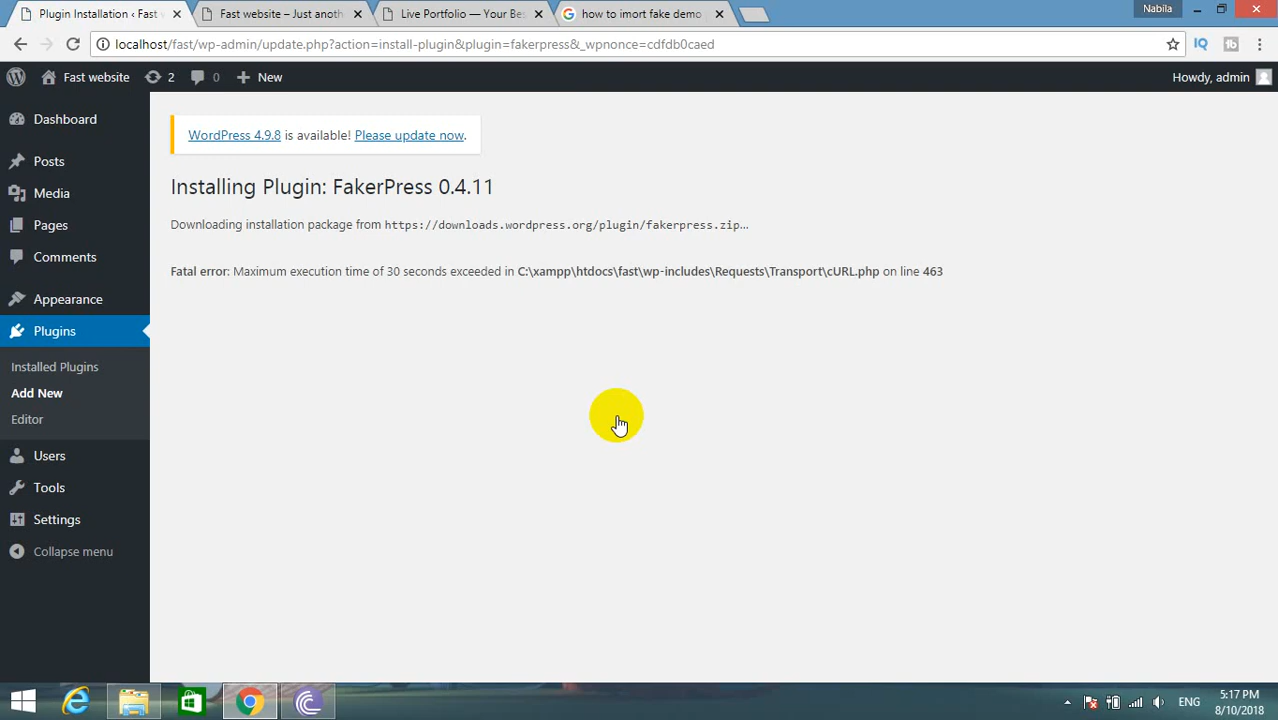 Plugin Installation ‹ Fast v
Fast website – Just anoth
Live Portfolio — Your Bes
how to imort fake demo
Nabila
localhost/fast/wp-admin/update.php?action=install-plugin&plugin=fakerpress&_wpnonce=cdfdb0caed
IQ
tb
Fast website
2
0
New
Howdy, admin
Dashboard
Posts
Media
Pages
Comments
Appearance
Plugins
Installed Plugins
Add New
Editor
Users
Tools
Settings
Collapse menu
WordPress 4.9.8 is available! Please update now.
Installing Plugin: FakerPress 0.4.11
Downloading installation package from https://downloads.wordpress.org/plugin/fakerpress.zip…
Fatal error: Maximum execution time of 30 seconds exceeded in C:\xampp\htdocs\fast\wp-includes\Requests\Transport\cURL.php on line 463
ENG
5:17 PM
8/10/2018